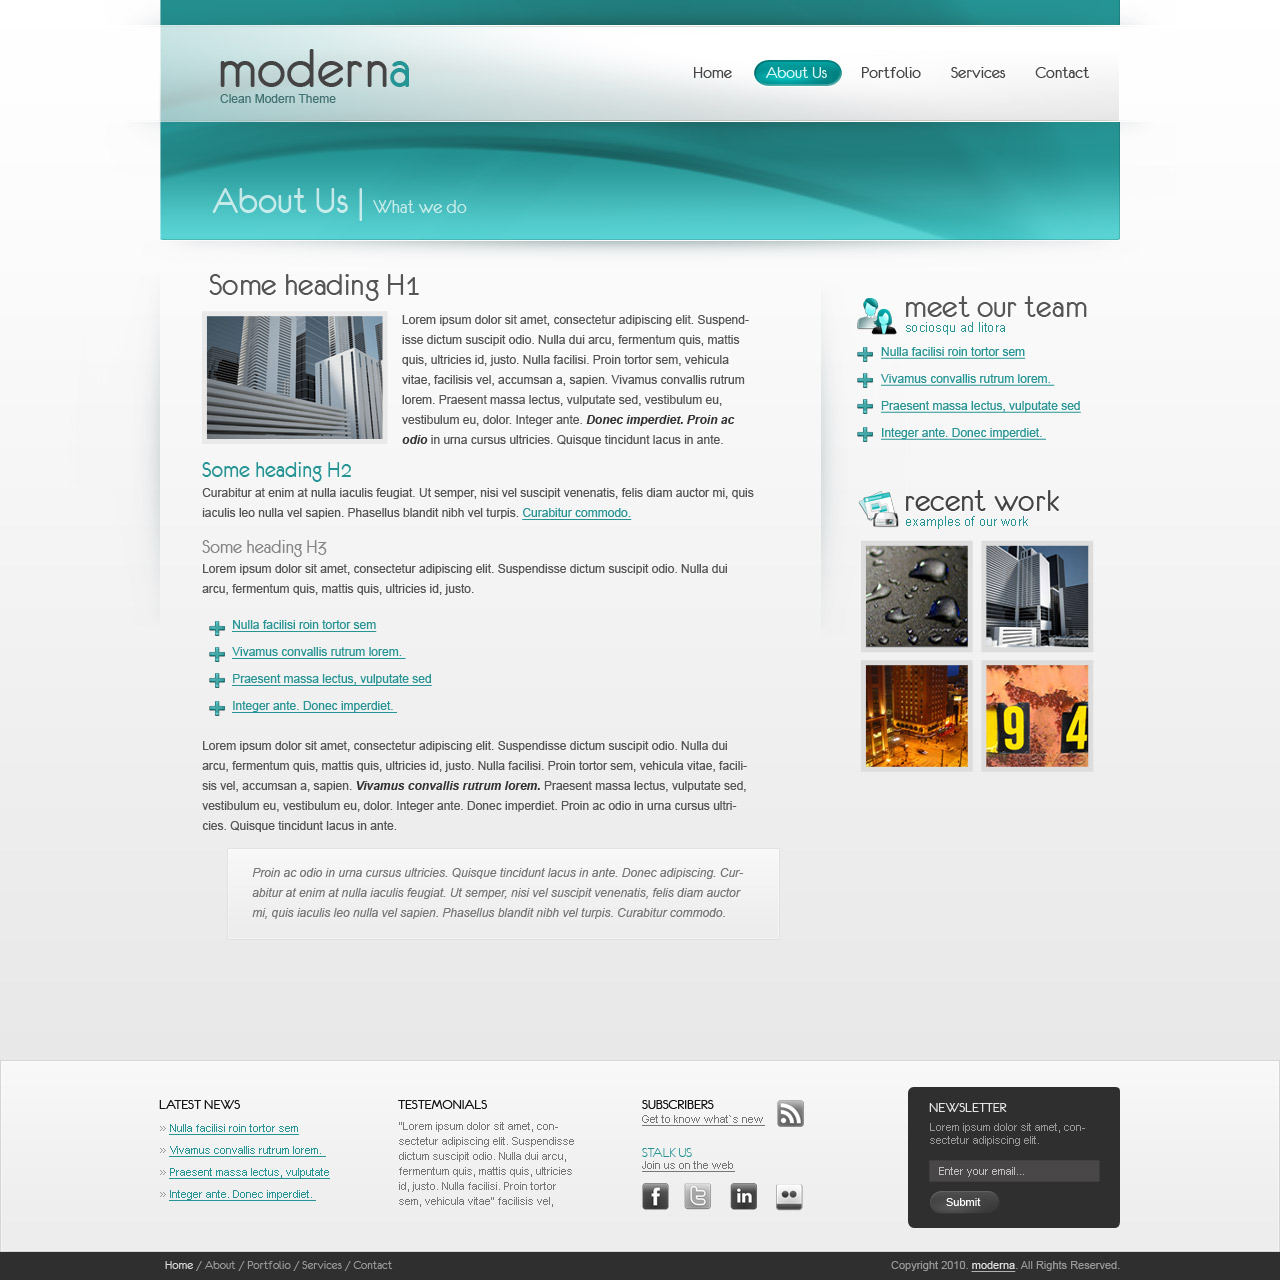 moderna
Clean Modern Theme
Home About Us Portfolio Services Contact
About Us | What we do
Some heading H1
Lorem ipsum dolor sit amet, consectetur adipiscing elit. Suspend-
isse dictum suscipit odio. Nulla dui arcu, fermentum quis, mattis
quis, ultricies id, justo. Nulla facilisi. Proin tortor sem, vehicula
vitae, facilisis vel, accumsan a, sapien. Vivamus convallis rutrum
lorem. Praesent massa lectus, vulputate sed, vestibulum eu,
vestibulum eu, dolor. Integer ante. Donec imperdiet. Proin ac
odio in urna cursus ultricies. Quisque tincidunt lacus in ante.
Some heading H2
Curabitur at enim at nulla iaculis feugiat. Ut semper, nisi vel suscipit venenatis, felis diam auctor mi, quis
iaculis leo nulla vel sapien. Phasellus blandit nibh vel turpis. Curabitur commodo.
Some heading H3
Lorem ipsum dolor sit amet, consectetur adipiscing elit. Suspendisse dictum suscipit odio. Nulla dui
arcu, fermentum quis, mattis quis, ultricies id, justo.
Nulla facilisi roin tortor sem
Vivamus convallis rutrum lorem.
Praesent massa lectus, vulputate sed
Integer ante. Donec imperdiet.
Lorem ipsum dolor sit amet, consectetur adipiscing elit. Suspendisse dictum suscipit odio. Nulla dui
arcu, fermentum quis, mattis quis, ultricies id, justo. Nulla facilisi. Proin tortor sem, vehicula vitae, facili-
sis vel, accumsan a, sapien. Vivamus convallis rutrum lorem. Praesent massa lectus, vulputate sed,
vestibulum eu, vestibulum eu, dolor. Integer ante. Donec imperdiet. Proin ac odio in urna cursus ultri-
cies. Quisque tincidunt lacus in ante.
Proin ac odio in urna cursus ultricies. Quisque tincidunt lacus in ante. Donec adipiscing. Cur-
abitur at enim at nulla iaculis feugiat. Ut semper, nisi vel suscipit venenatis, felis diam auctor
mi, quis iaculis leo nulla vel sapien. Phasellus blandit nibh vel turpis. Curabitur commodo.
meet our team
sociosqu ad litora
Nulla facilisi roin tortor sem
Vivamus convallis rutrum lorem.
Praesent massa lectus, vulputate sed
Integer ante. Donec imperdiet.
recent work
examples of our work
94
LATEST NEWS
» Nulla facilisi roin tortor sem
» Vivamus convallis rutrum lorem.
» Praesent massa lectus, vulputate
» Integer ante. Donec imperdiet.
TESTEMONIALS
"Lorem ipsum dolor sit amet, con-
sectetur adipiscing elit. Suspendisse
dictum suscipit odio. Nulla dui arcu,
fermentum quis, mattis quis, ultricies
id, justo. Nulla facilisi. Proin tortor
sem, vehicula vitae" facilisis vel,
SUBSCRIBERS
Get to know what`s new
STALK US
Join us on the web
f t in
NEWSLETTER
Lorem ipsum dolor sit amet, con-
sectetur adipiscing elit.
Enter your email...
Submit
Home / About / Portfolio / Services / Contact
Copyright 2010. moderna. All Rights Reserved.